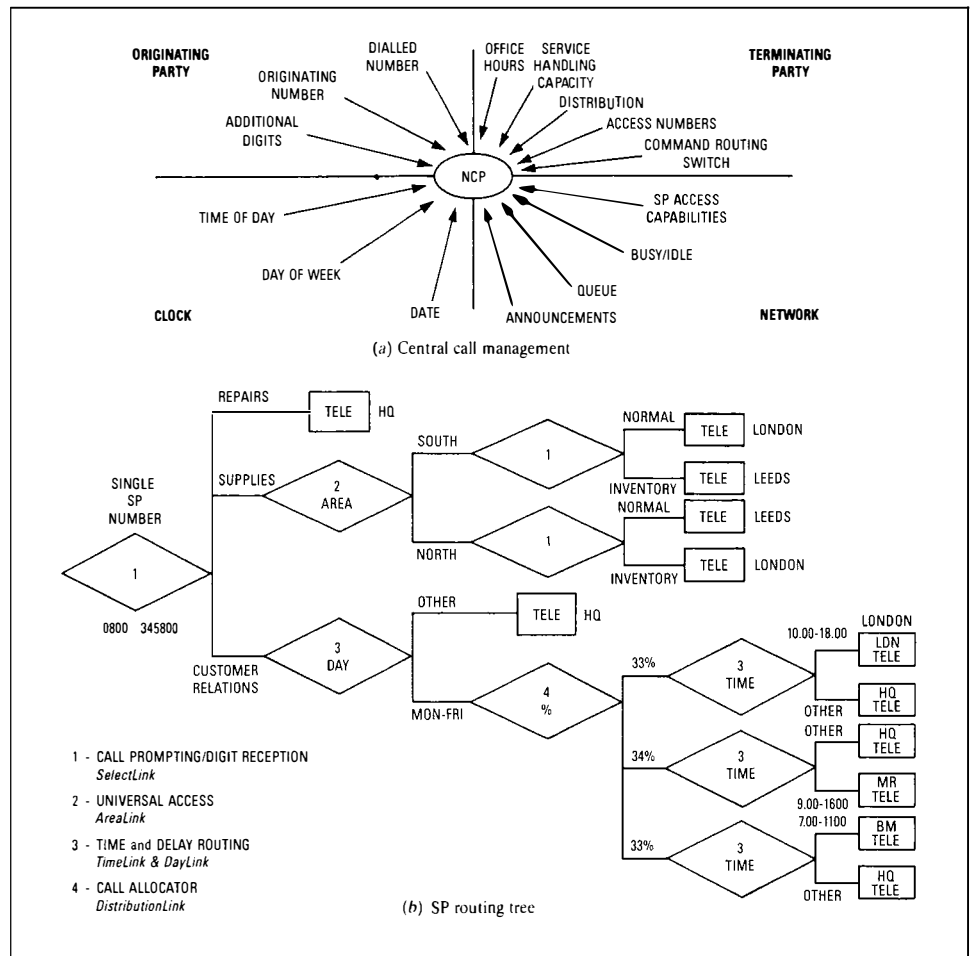 ORIGINATING
PARTY
DIALLED
NUMBER
OFFICE
HOURS
SERVICE
HANDLING
CAPACITY
TERMINATING
PARTY
ORIGINATING
NUMBER
DISTRIBUTION
ADDITIONAL
DIGITS
ACCESS NUMBERS
COMMAND ROUTING
SWITCH
NCP
TIME OF DAY
SP ACCESS
CAPABILITIES
BUSY/IDLE
DAY OF WEEK
QUEUE
DATE
ANNOUNCEMENTS
CLOCK
NETWORK
(a) Central call management
REPAIRS
TELE
HQ
SINGLE
SP
NUMBER
1
0800 345800
SUPPLIES
2
AREA
SOUTH
1
NORMAL
TELE
LONDON
INVENTORY
TELE
LEEDS
NORTH
1
NORMAL
TELE
LEEDS
INVENTORY
TELE
LONDON
CUSTOMER
RELATIONS
3
DAY
OTHER
TELE
HQ
MON-FRI
4
%
33%
3
TIME
10.00-18.00
LONDON
LDN
TELE
OTHER
HQ
TELE
34%
3
TIME
OTHER
HQ
TELE
9.00-1600
MR
TELE
33%
3
TIME
7.00-1100
BM
TELE
OTHER
HQ
TELE
1 - CALL PROMPTING/DIGIT RECEPTION
SelectLink
2 - UNIVERSAL ACCESS
AreaLink
3 - TIME and DELAY ROUTING
TimeLink & DayLink
4 - CALL ALLOCATOR
DistributionLink
(b) SP routing tree